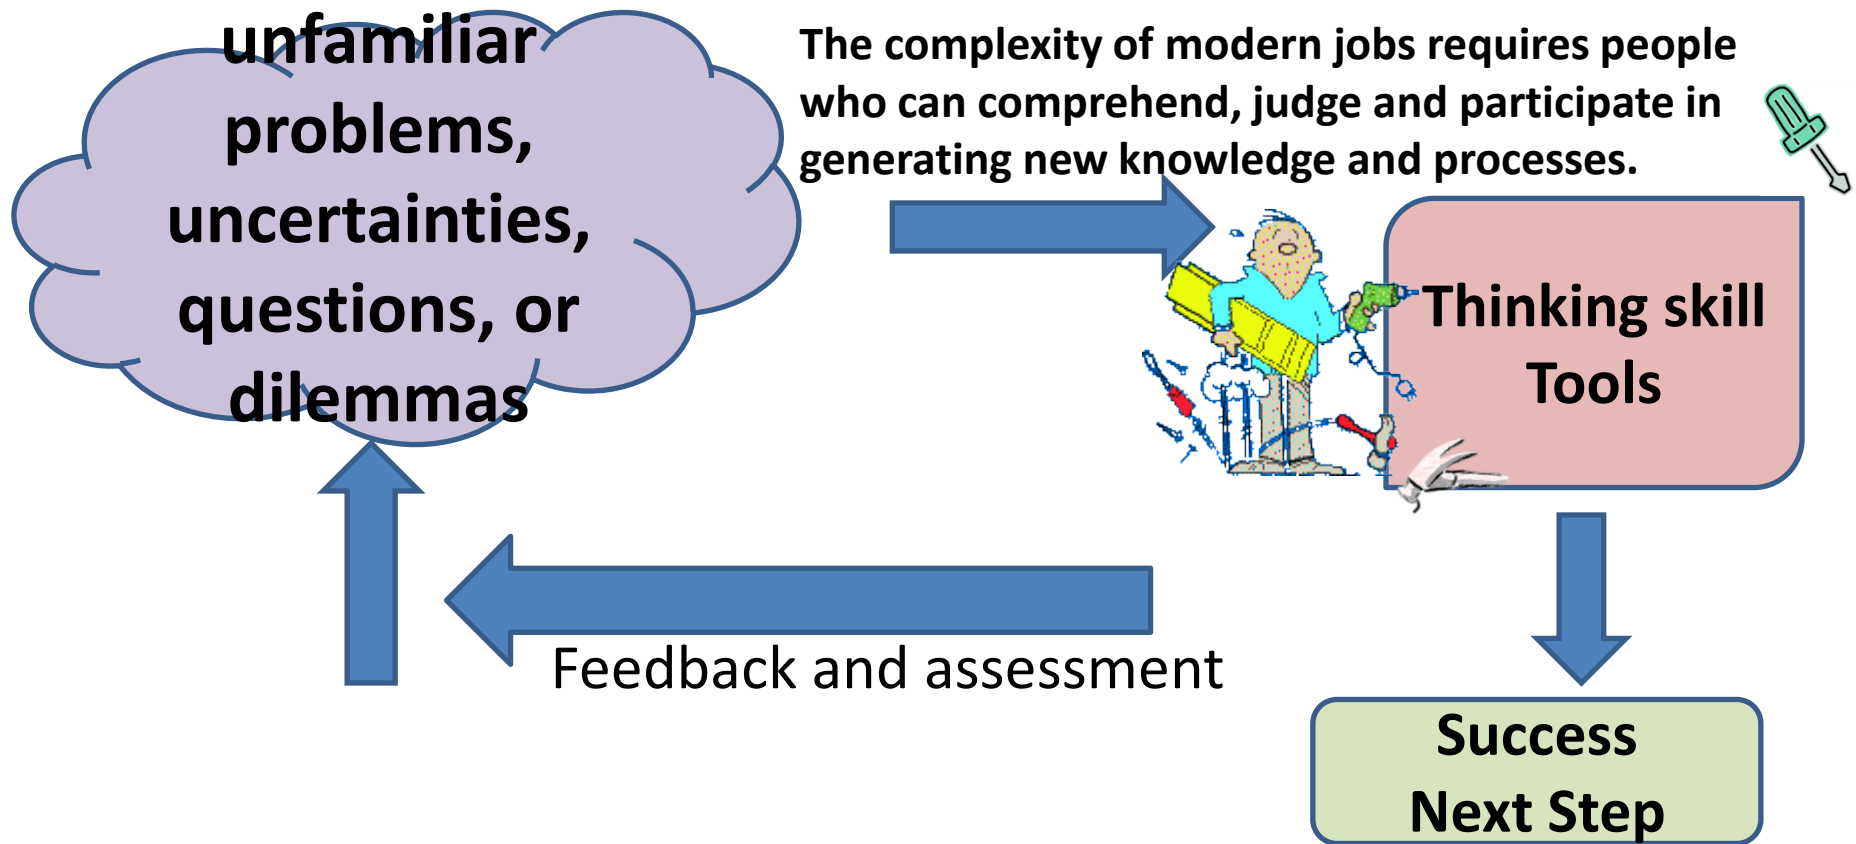 unfamiliar
problems,
uncertainties,
questions, or
dilemmas
The complexity of modern jobs requires people
who can comprehend, judge and participate in
generating new knowledge and processes.
Thinking skill
Tools
Feedback and assessment
Success
Next Step